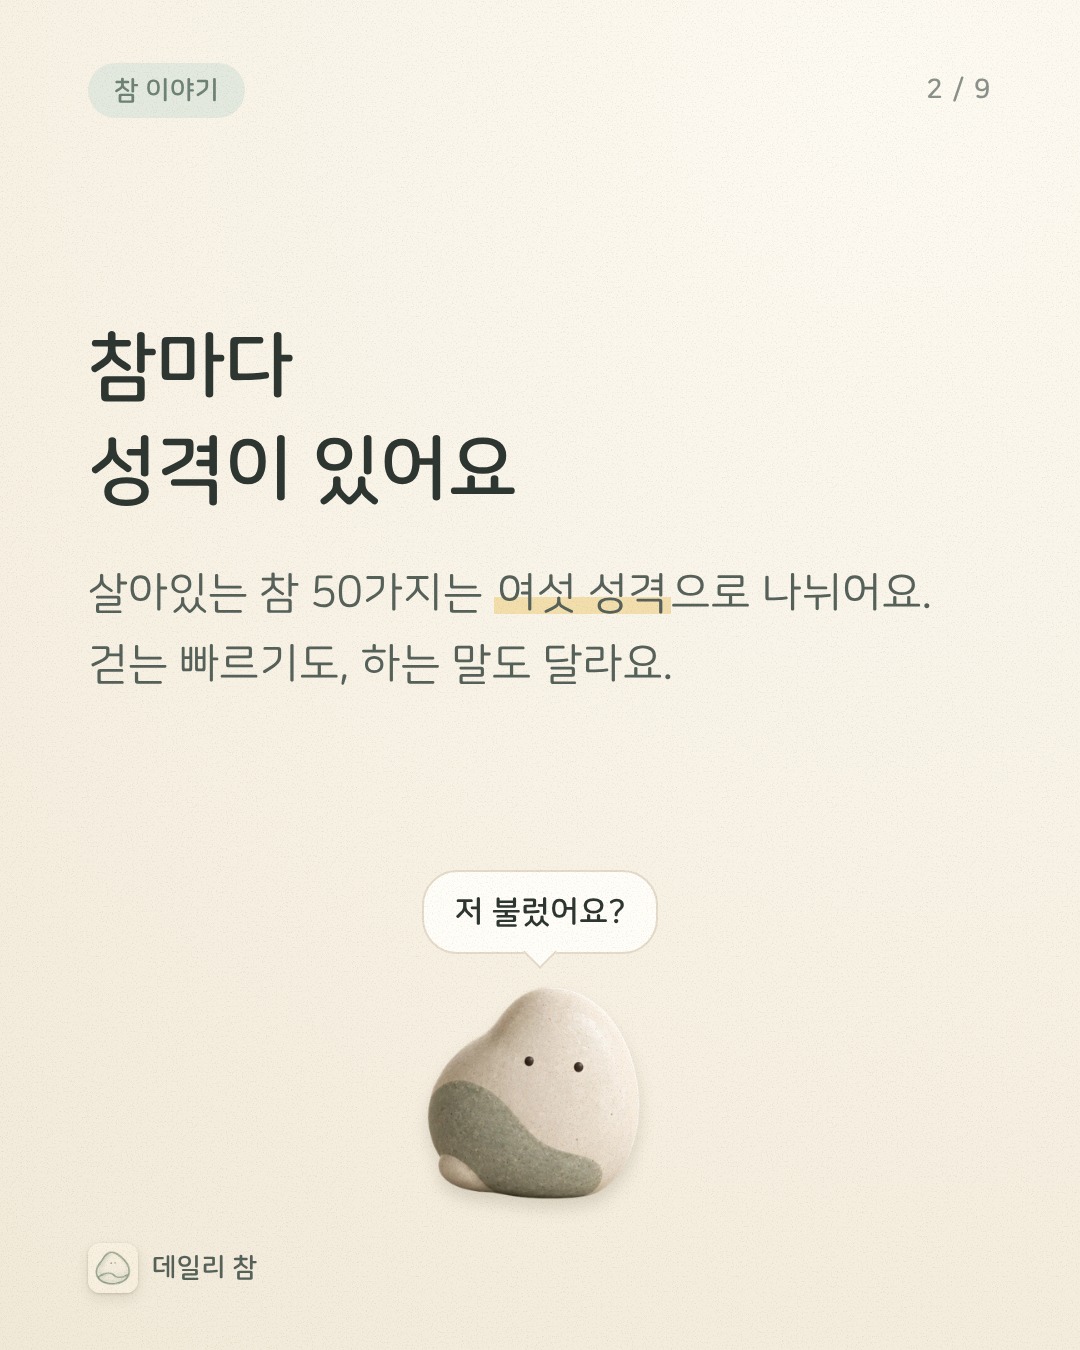 참 이야기
2 / 9
참마다
성격이 있어요
살아있는 참 50가지는 여섯 성격으로 나뉘어요.
걷는 빠르기도, 하는 말도 달라요.
저 불렀어요?
데일리 참